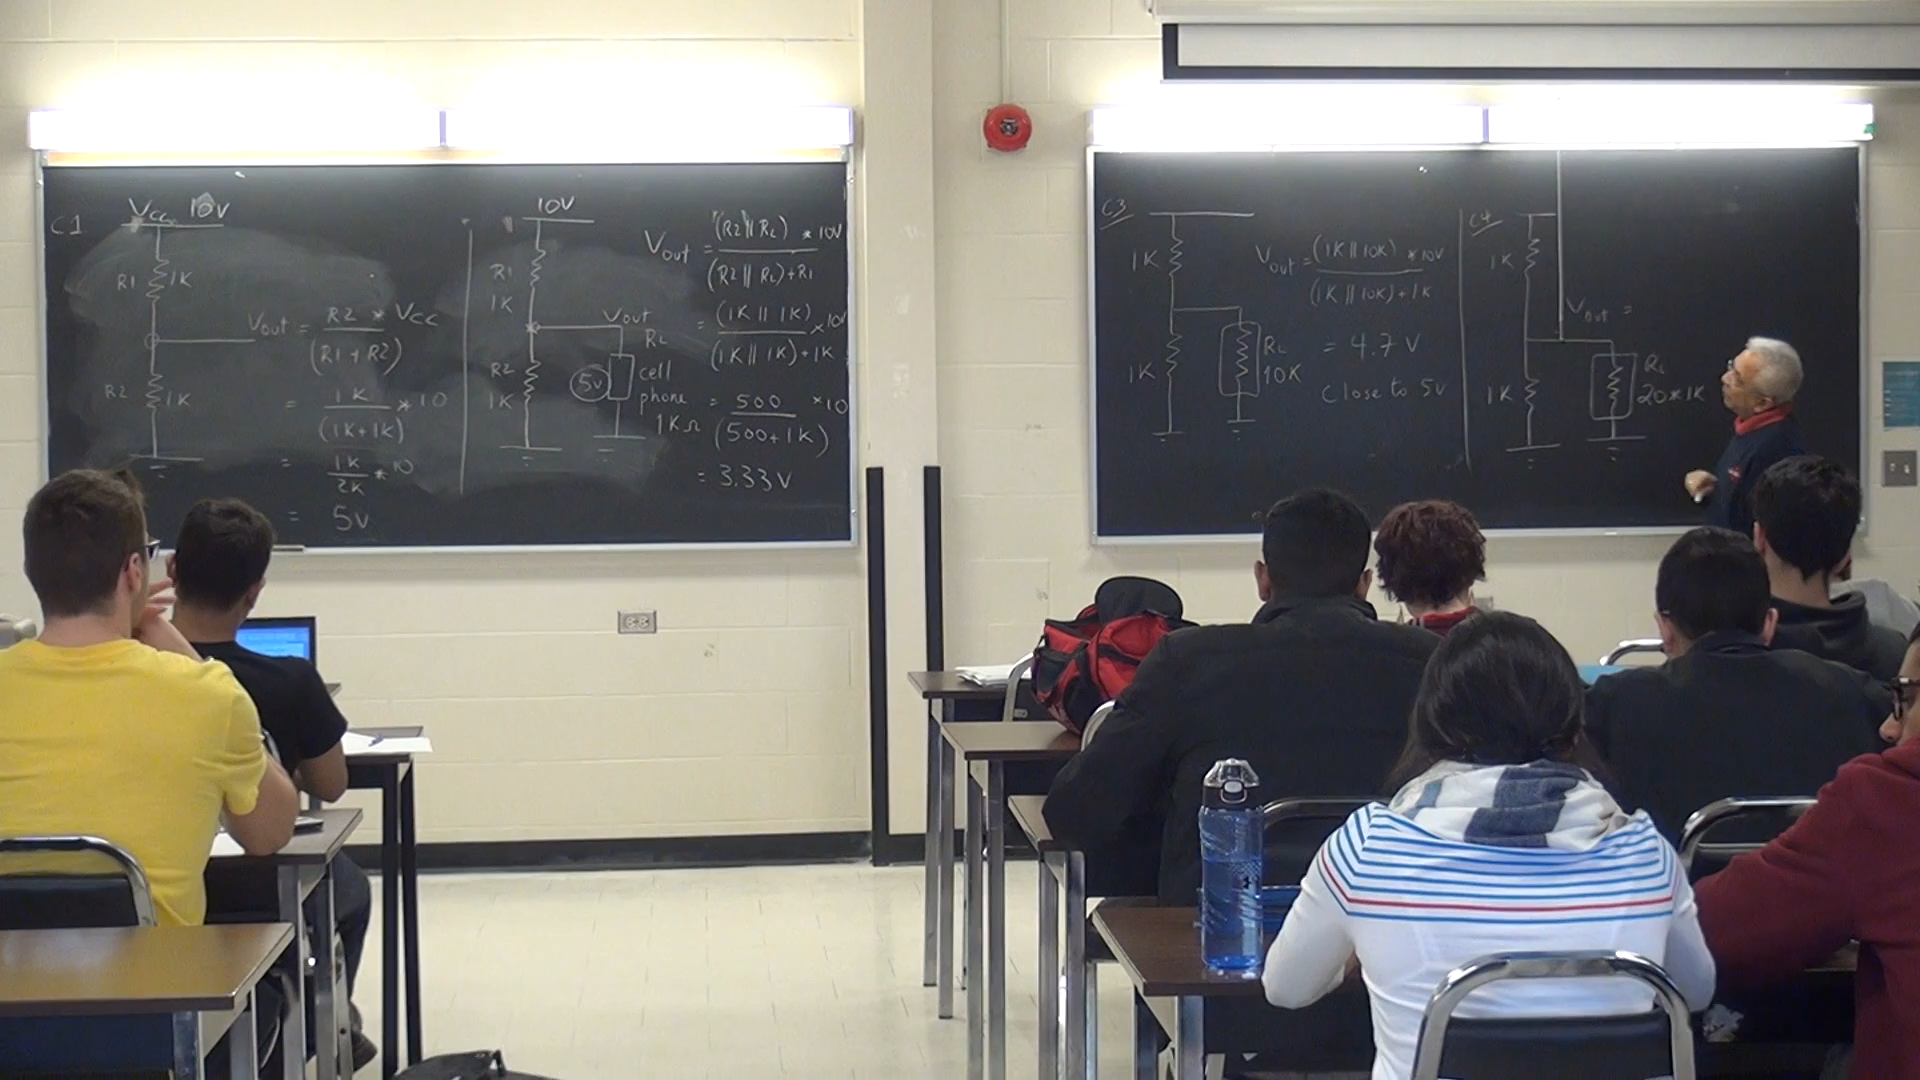 C1
Vcc 10V
R1 1K
Vout = R2 * Vcc
(R1 + R2)
R2 1K
= 1K * 10
(1K+1K)
= 1K * 10
2K
= 5V
10V
R1
1K
Vout
R2
1K
RL
5V
cell
phone
1KΩ
Vout = (R2 || RL) * 10V
(R2 || RL) + R1
= (1K || 1K) x 10V
(1K || 1K) + 1K
= 500 x10
(500 + 1K)
= 3.33V
C3
1K
1K
RL
10K
Vout = (1K || 10K) * 10V
(1K || 10K) + 1K
= 4.7 V
Close to 5V
C4
1K
Vout =
1K
RL
20*1K